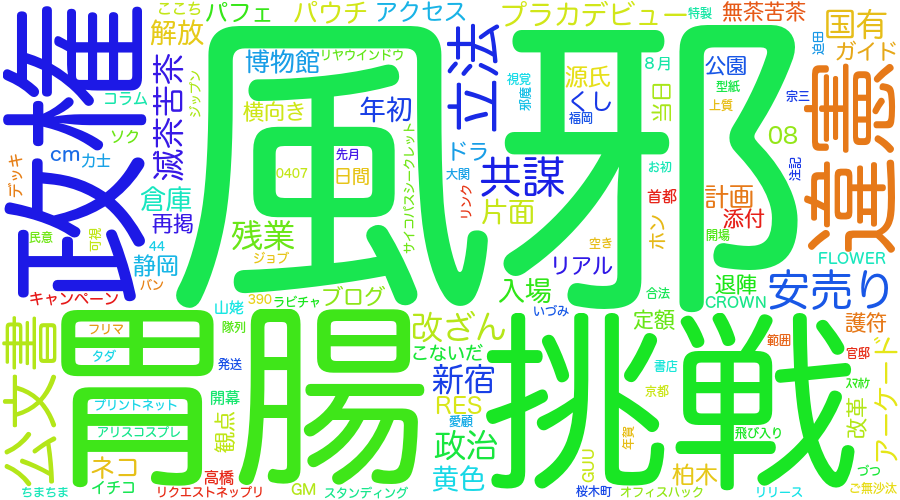 ここち
パフェ
パウチ
アクセス
プラカデビュー
特製
無茶苦茶
政権
解放
風邪
立法
国有
違憲
ガイド
迫田
博物館
リヤウインドウ
8月
公園
宗三
滅茶苦茶
ジップン
コラム
横向き
年初
視覚
邪魔
源氏
くし
福岡
当日
型紙
上質
08
ソク
cm
力士
デッキ
先月
0407
日間
サイコパスシークレット
ドラ
大関
共謀
リンク
お初
首都
計画
添付
注記
倉庫
再掲
片面
ホン
開場
民意
可視
44
静岡
バン
残業
ジョブ
空き
リアル
FLOWER
キャンペーン
山姥
390
ラピチャ
ブログ
入場
いづみ
合法
退陣
CROWN
安売り
公文書
胃腸
フリマ
タダ
隊列
発送
改ざん
こないだ
定額
挑戦
範囲
護符
官邸
アーケード
プリントネット
アリスコスプレ
開幕
観点
新宿
RES
愛顧
書店
京都
スマホケ
改革
飛び入り
政治
年賀
ネコ
イチコ
高橋
黄色
GUU
柏木
づつ
ちまちま
リクエストネップリ
GM
スタンディング
桜木町
オフィスハック
リリース
ご無沙汰